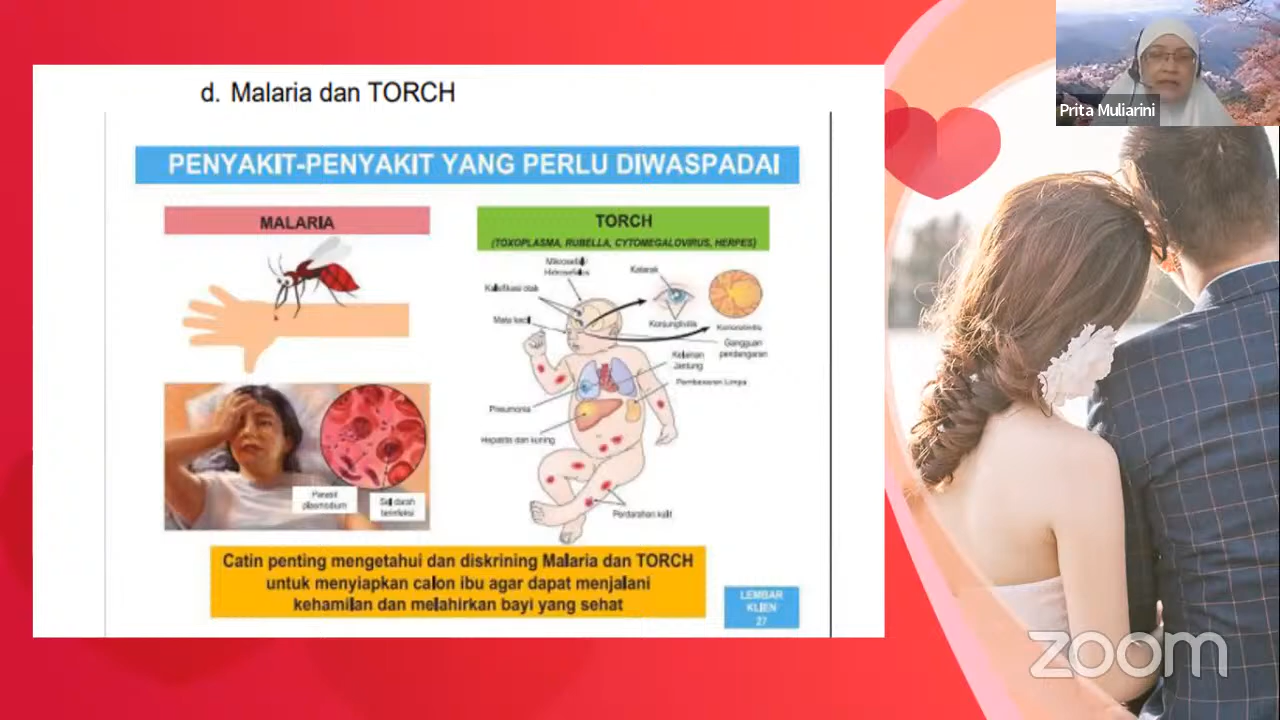 d. Malaria dan TORCH
PENYAKIT-PENYAKIT YANG PERLU DIWASPADAI
MALARIA
TORCH
(TOXOPLASMA, RUBELLA, CYTOMEGALOVIRUS, HERPES)
Mikrosefali/
Hidrosefalus
Katarak
Kalsifikasi otak
Mata kecil
Konjungtivitis
Gangguan
pendengaran
Kelainan
Jantung
Pembesaran Limpa
Pneumonia
Hepatitis dan kuning
Perdarahan kulit
Parasit
plasmodium
Sel darah
terinfeksi
Catin penting mengetahui dan diskrining Malaria dan TORCH
untuk menyiapkan calon ibu agar dapat menjalani
kehamilan dan melahirkan bayi yang sehat
LEMBAR
KLIEN
27
Prita Muliarini
zoom